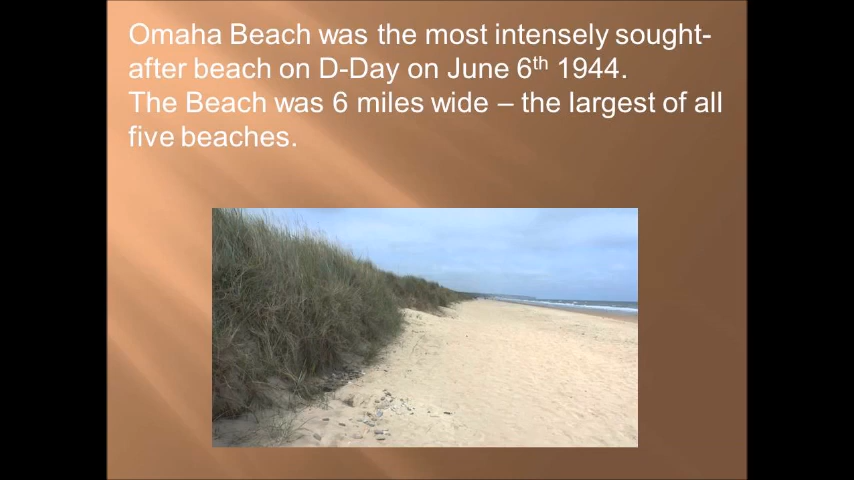 Omaha Beach was the most intensely sought-
after beach on D-Day on June 6th 1944.
The Beach was 6 miles wide – the largest of all
five beaches.